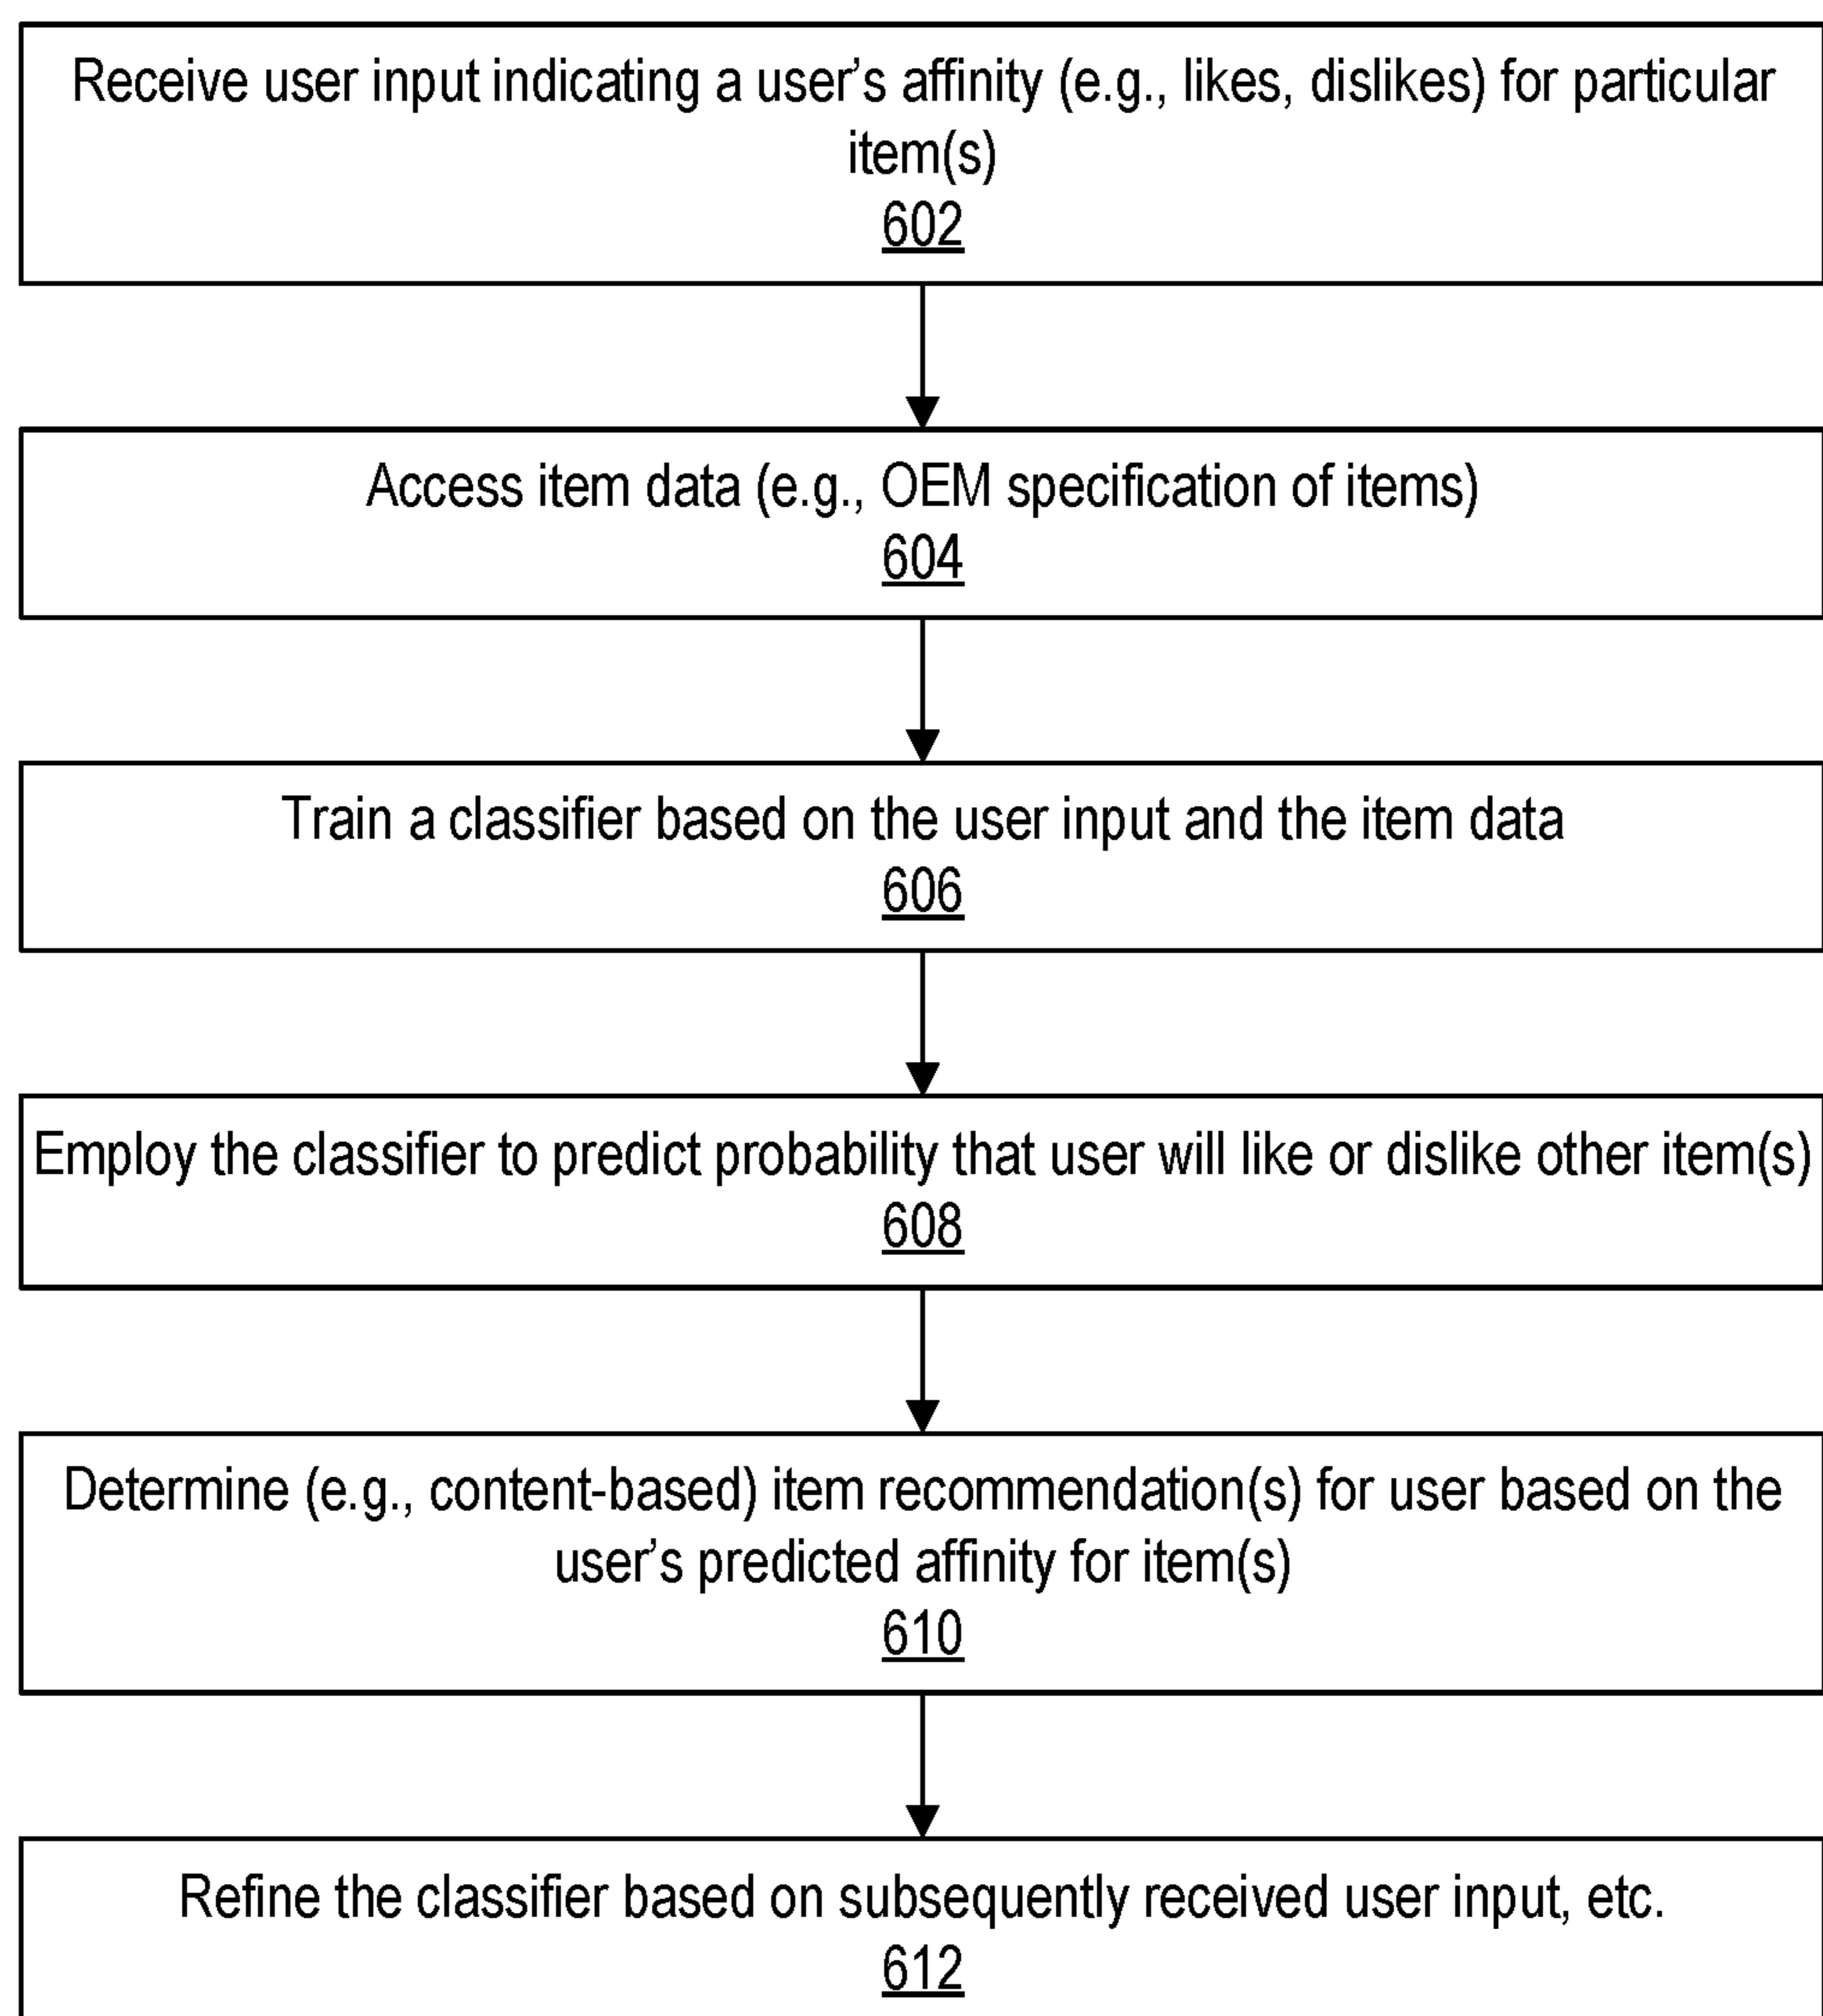 Receive user input indicating a user's affinity (e.g., likes, dislikes) for particular
item(s)
602
Access item data (e.g., OEM specification of items)
604
Train a classifier based on the user input and the item data
606
Employ the classifier to predict probability that user will like or dislike other item(s)
608
Determine (e.g., content-based) item recommendation(s) for user based on the
user's predicted affinity for item(s)
610
Refine the classifier based on subsequently received user input, etc.
612